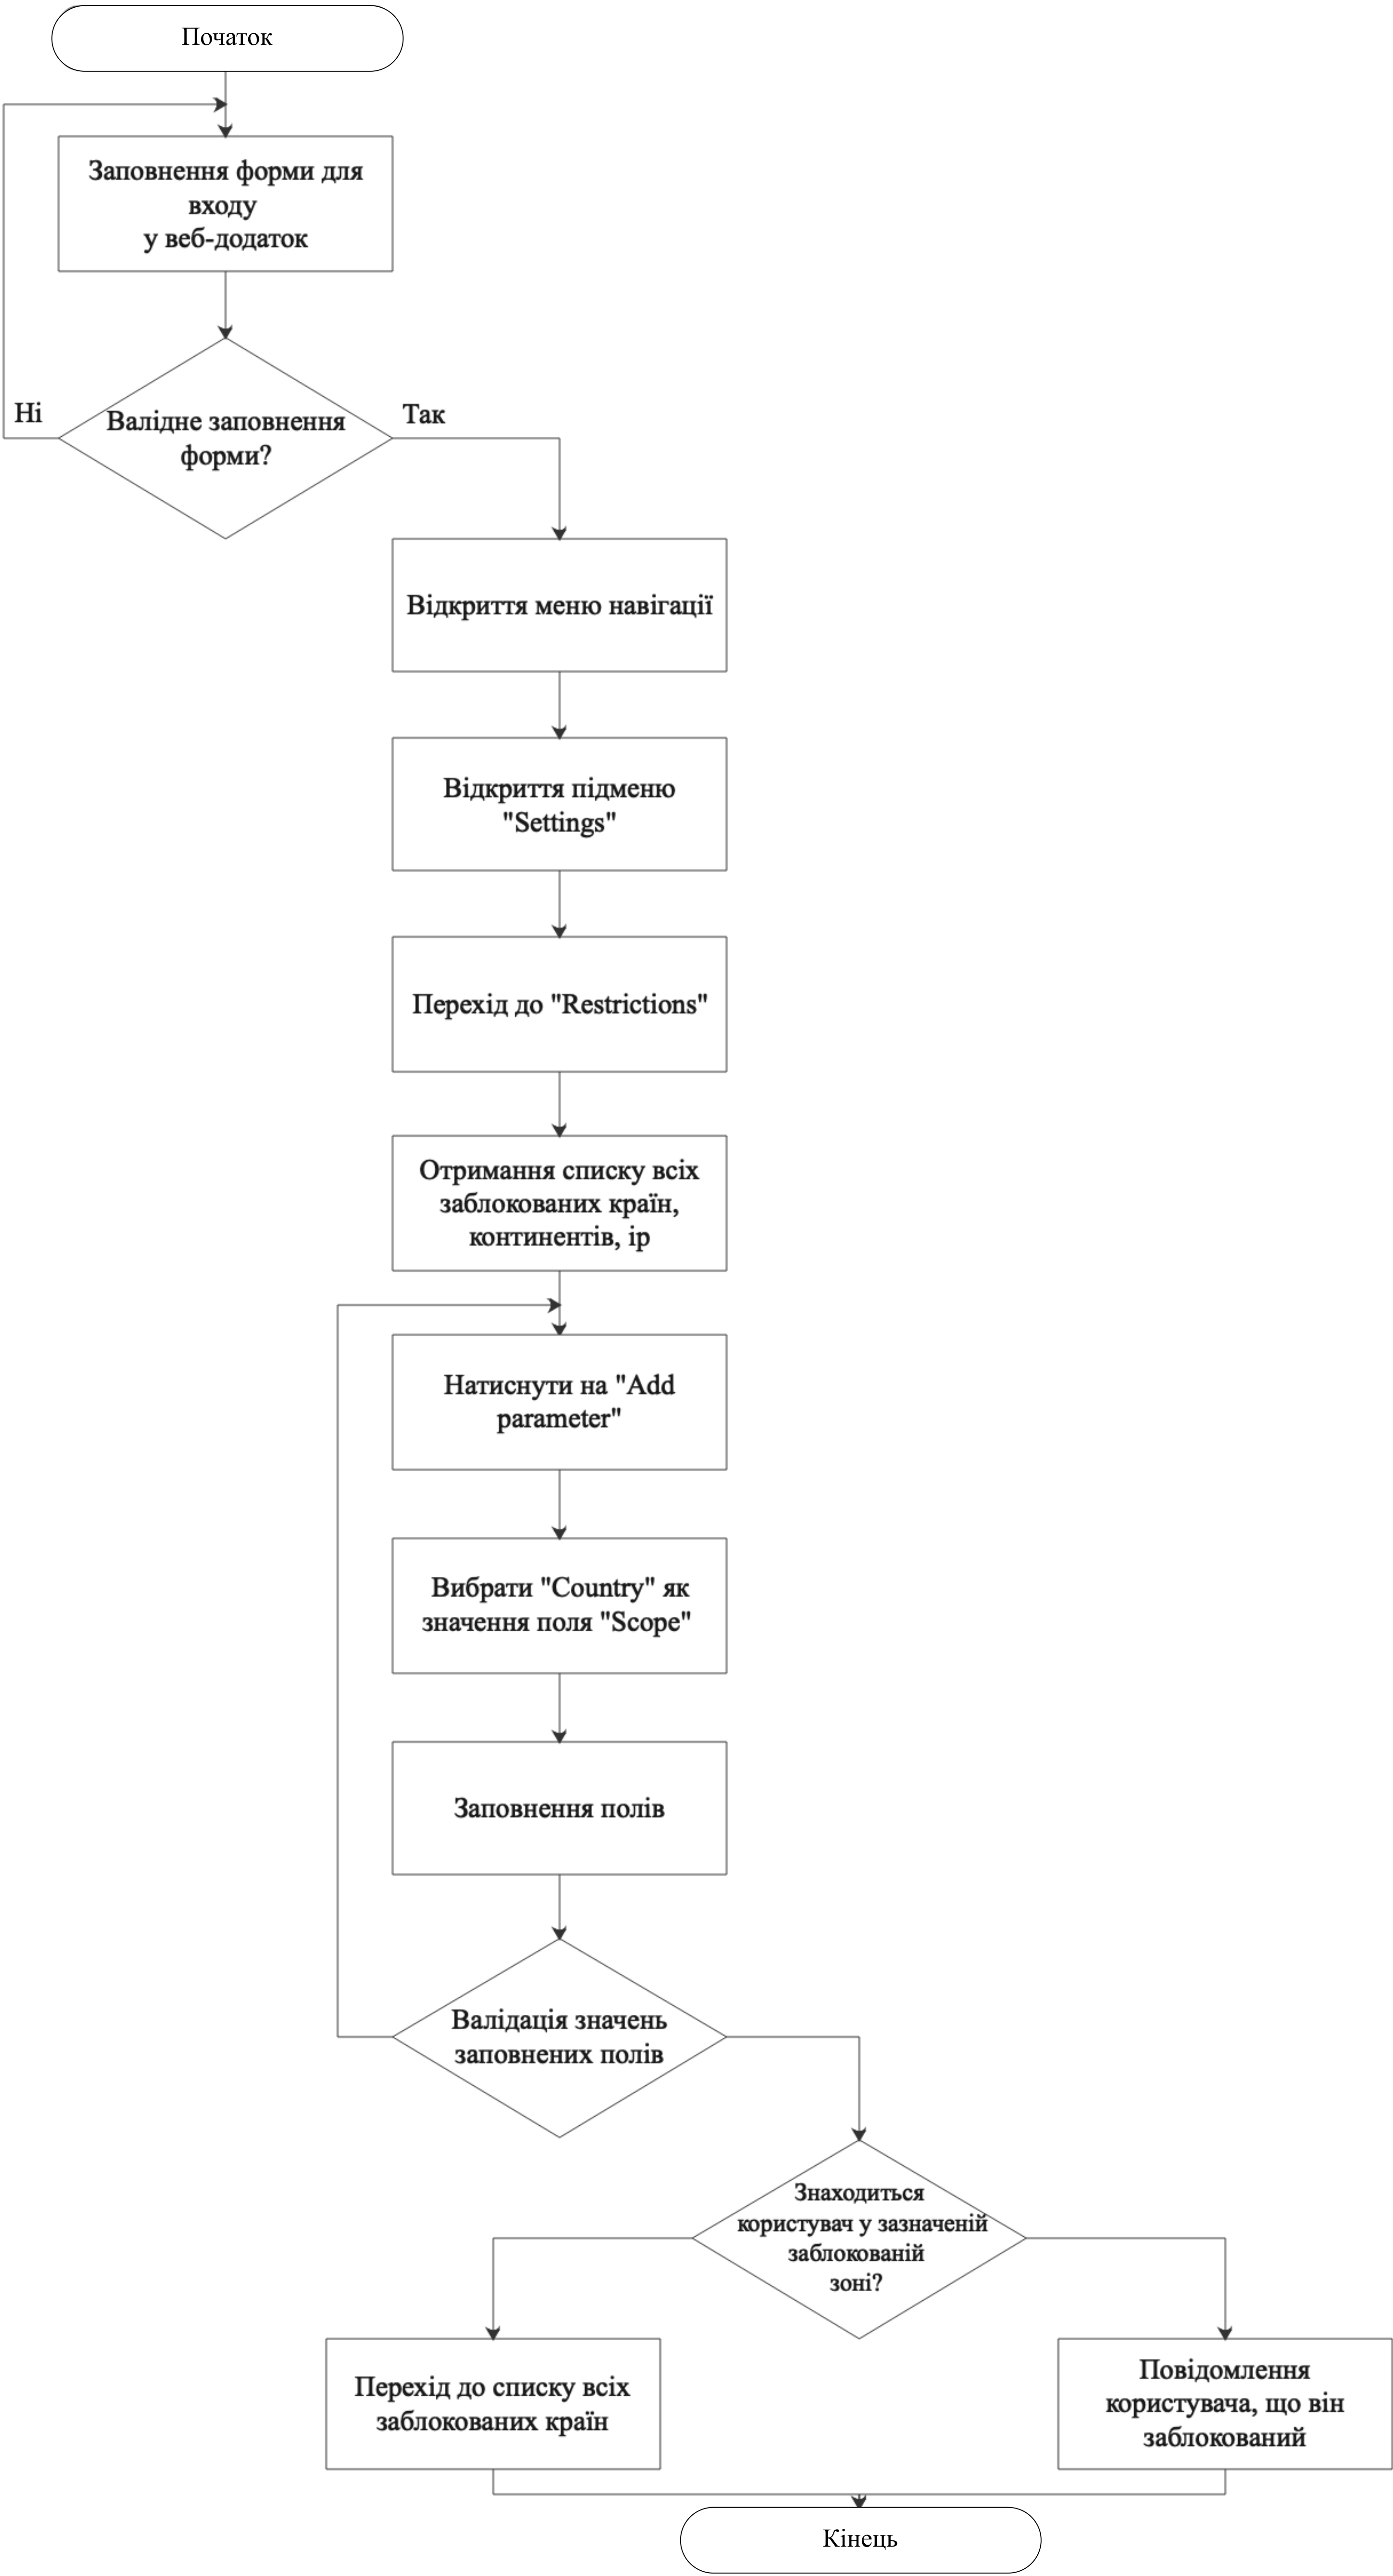 Початок
Заповнення форми для
входу
у веб-додаток
Ні
Валідне заповнення
форми?
Так
Відкриття меню навігації
Відкриття підменю
"Settings"
Перехід до "Restrictions"
Отримання списку всіх
заблокованих країн,
континентів, ip
Натиснути на "Add
parameter"
Вибрати "Country" як
значення поля "Scope"
Заповнення полів
Валідація значень
заповнених полів
Знаходиться
користувач у зазначеній
заблокованій
зоні?
Перехід до списку всіх
заблокованих країн
Повідомлення
користувача, що він
заблокований
Кінець